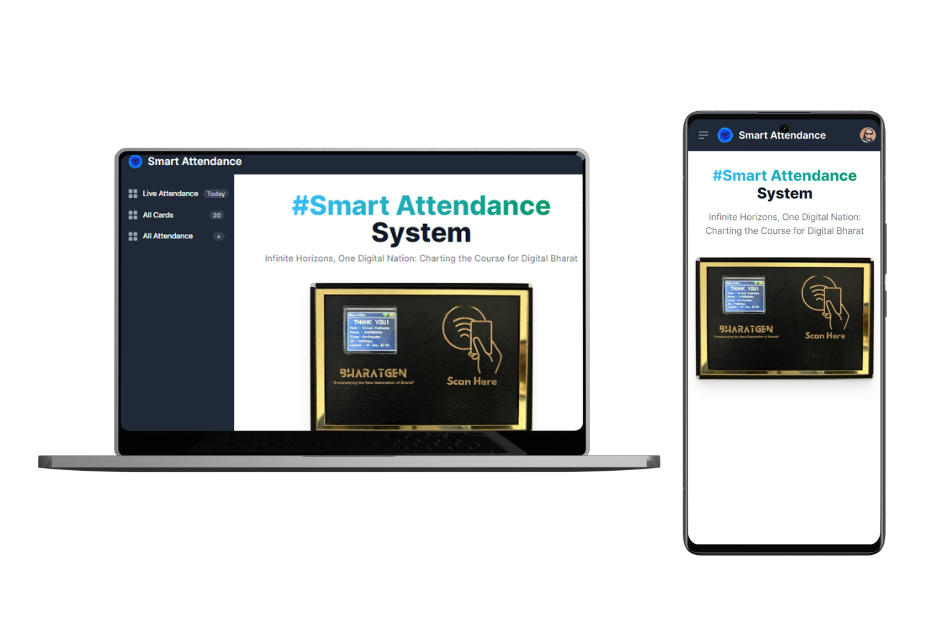 Smart Attendance
Live Attendance Today
All Cards 20
All Attendance +
#Smart Attendance
System
Infinite Horizons, One Digital Nation: Charting the Course for Digital Bharat
THANK YOU!
BHARATGEN
"Empowering the New Generation of Bharat"
Scan Here
Smart Attendance
#Smart Attendance
System
Infinite Horizons, One Digital Nation:
Charting the Course for Digital Bharat
THANK YOU!
BHARATGEN
"Empowering the New Generation of Bharat"
Scan Here